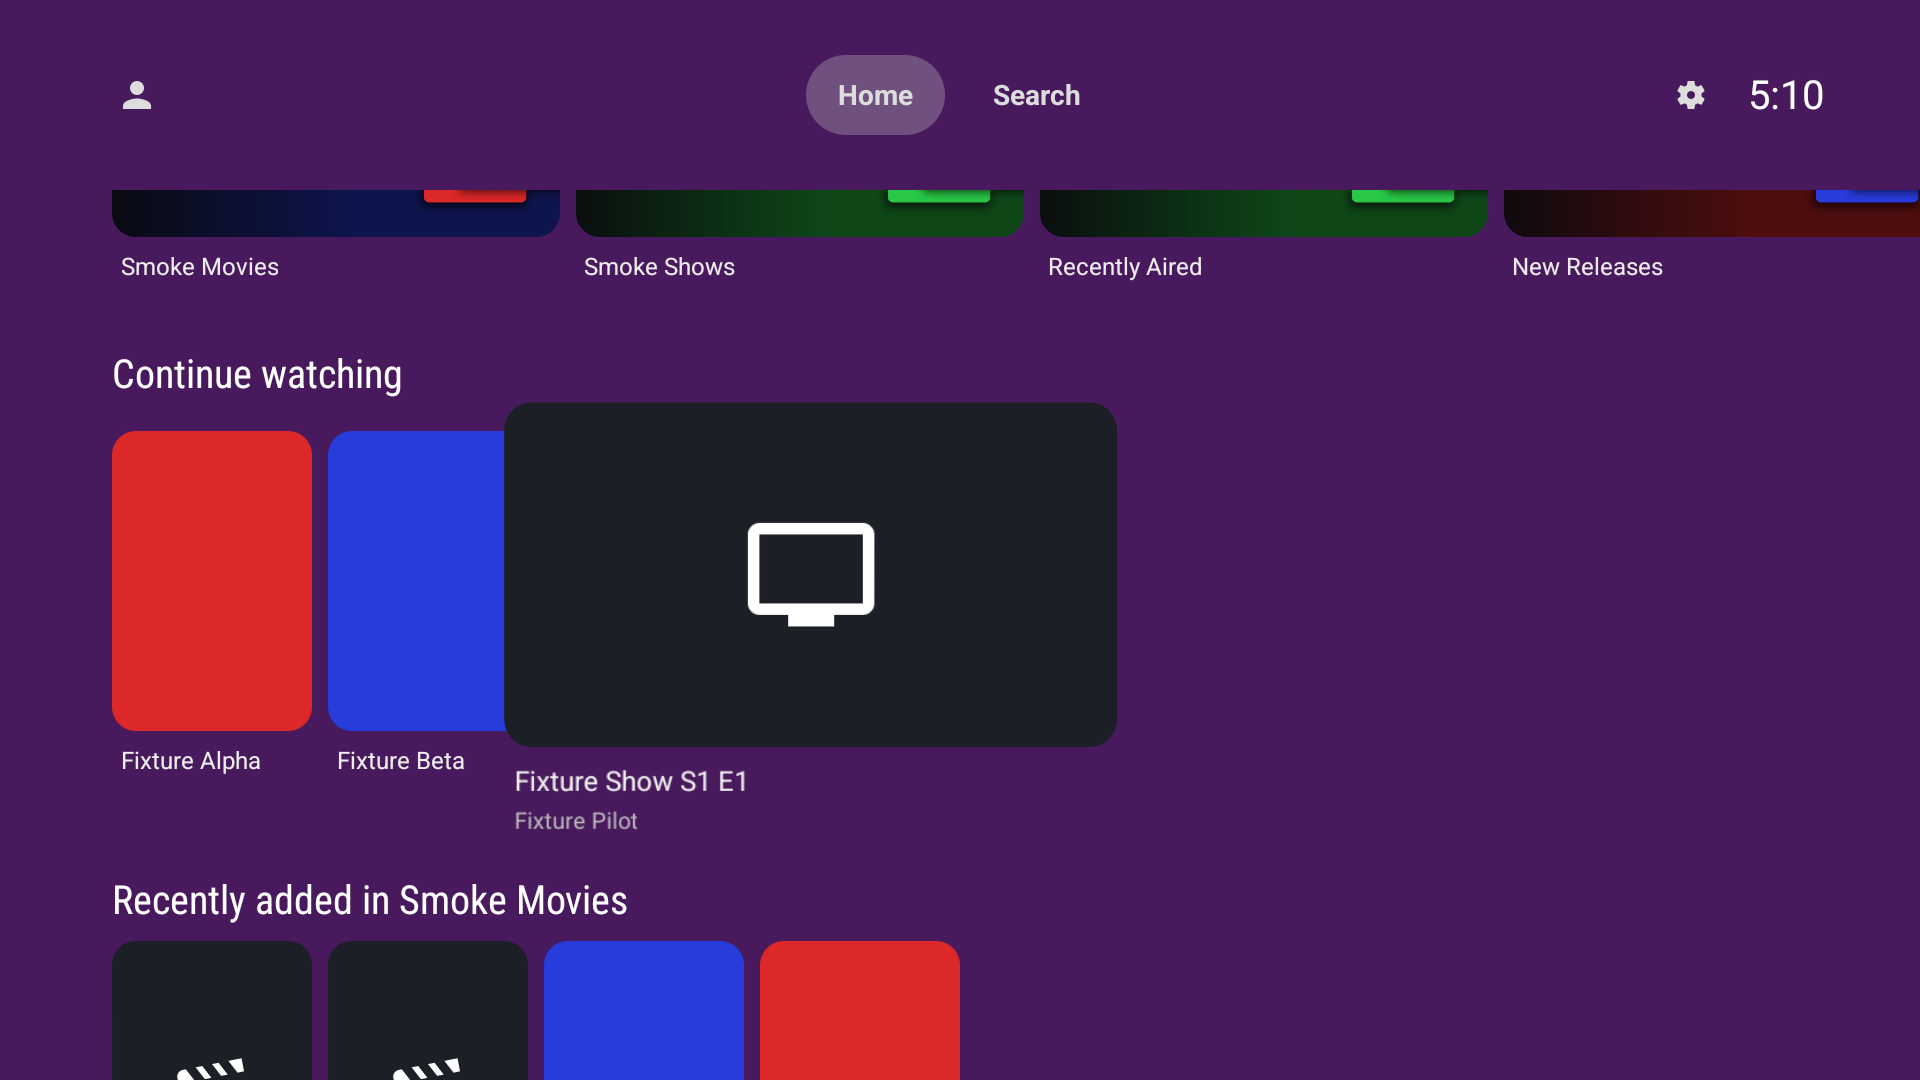 Home
Search
5:10
Smoke Movies
Smoke Shows
Recently Aired
New Releases
Continue watching
Fixture Alpha
Fixture Beta
Fixture Show S1 E1
Fixture Pilot
Recently added in Smoke Movies